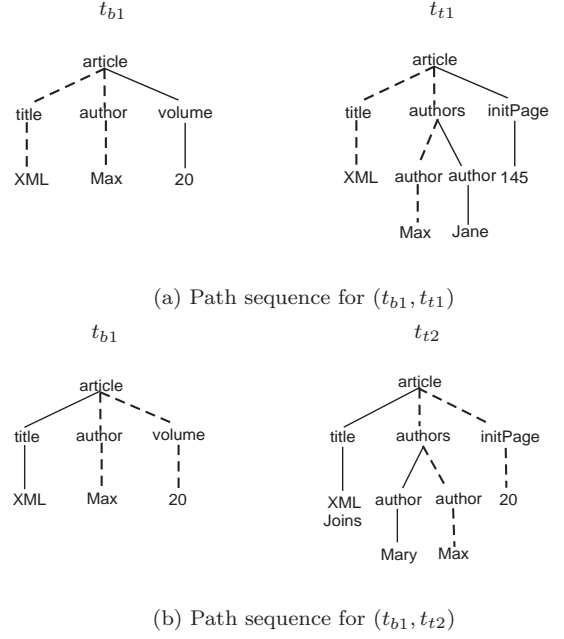 t_b1 t_t1
article article
title author volume title authors initPage
XML Max 20 XML author author 145
Max Jane
(a) Path sequence for (t_b1, t_t1)
t_b1 t_t2
article article
title author volume title authors initPage
XML Max 20 XML Joins author author 20
Mary Max
(b) Path sequence for (t_b1, t_t2)